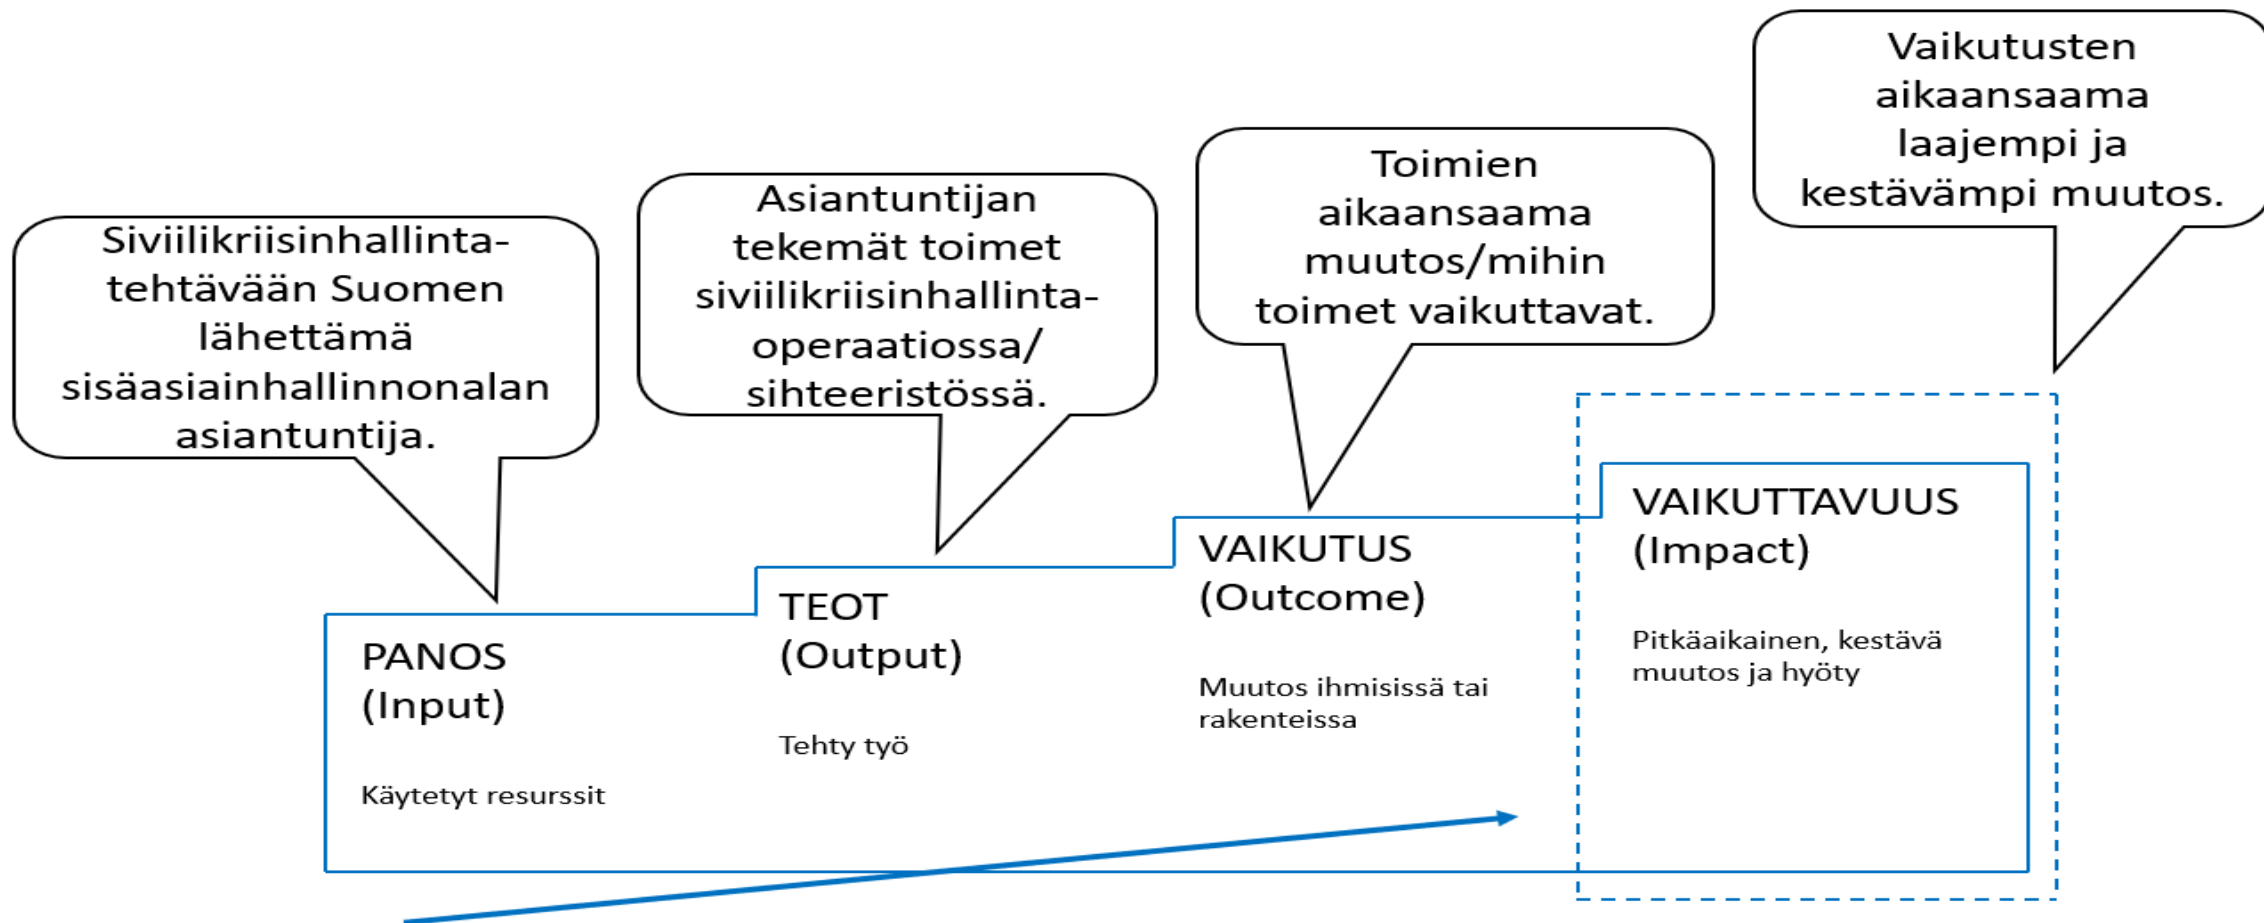 Siviilikriisinhallinta-
tehtävään Suomen
lähettämä
sisäasiainhallinnonalan
asiantuntija.
Asiantuntijan
tekemät toimet
siviilikriisinhallinta-
operaatiossa/
sihteeristössä.
Toimien
aikaansaama
muutos/mihin
toimet vaikuttavat.
Vaikutusten
aikaansaama
laajempi ja
kestävämpi muutos.
PANOS
(Input)
Käytetyt resurssit
TEOT
(Output)
Tehty työ
VAIKUTUS
(Outcome)
Muutos ihmisissä tai
rakenteissa
VAIKUTTAVUUS
(Impact)
Pitkäaikainen, kestävä
muutos ja hyöty